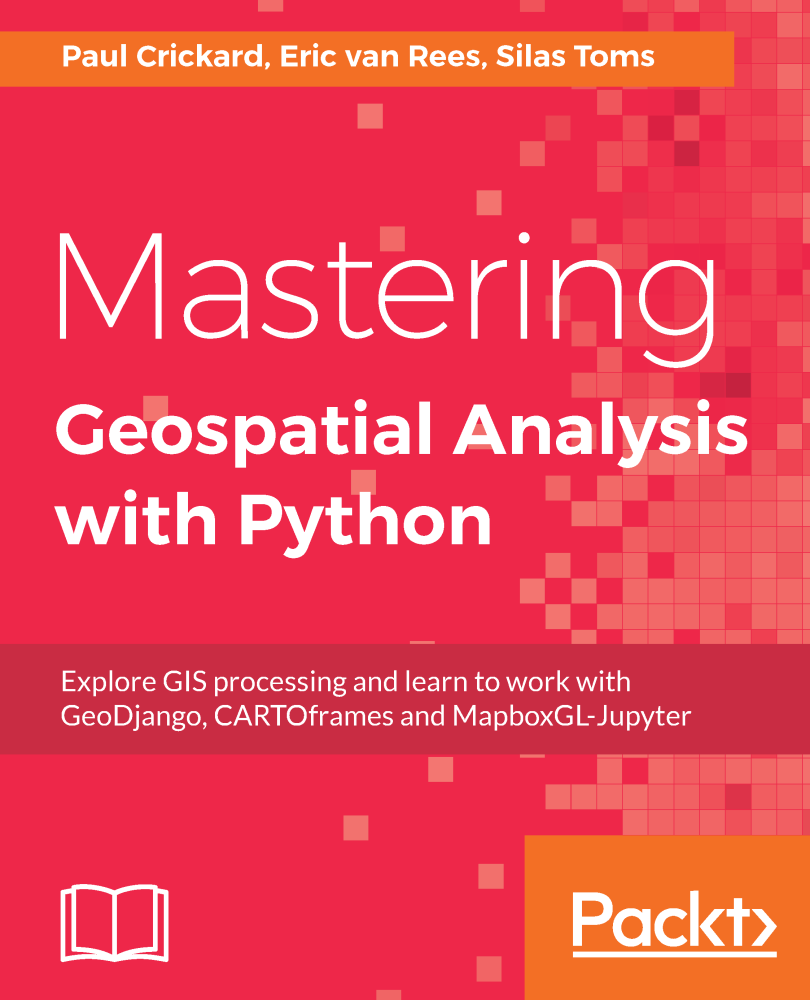 Paul Crickard, Eric van Rees, Silas Toms
Mastering
Geospatial Analysis
with Python
Explore GIS processing and learn to work with
GeoDjango, CARTOframes and MapboxGL-Jupyter
Packt>